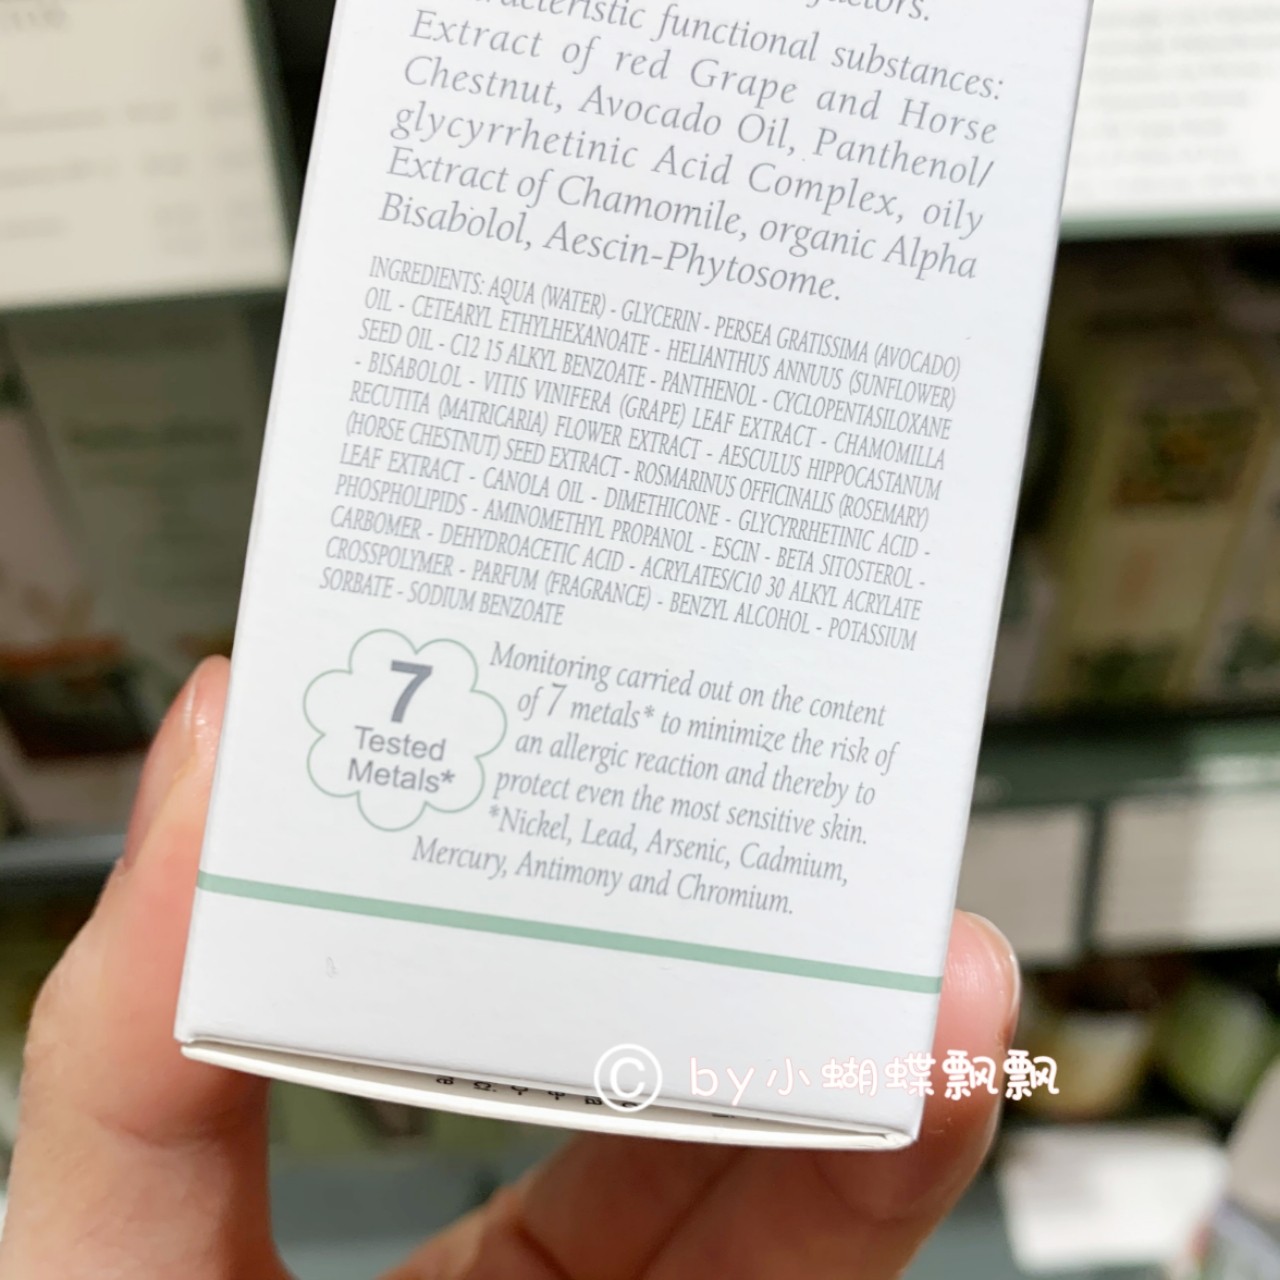 factors.
characteristic functional substances:
Extract of red Grape and Horse
Chestnut, Avocado Oil, Panthenol/
glycyrrhetinic Acid Complex, oily
Extract of Chamomile, organic Alpha
Bisabolol, Aescin-Phytosome.
INGREDIENTS: AQUA (WATER) - GLYCERIN - PERSEA GRATISSIMA (AVOCADO)
OIL - CETEARYL ETHYLHEXANOATE - HELIANTHUS ANNUUS (SUNFLOWER)
SEED OIL - C12 15 ALKYL BENZOATE - PANTHENOL - CYCLOPENTASILOXANE
- BISABOLOL - VITIS VINIFERA (GRAPE) LEAF EXTRACT - CHAMOMILLA
RECUTITA (MATRICARIA) FLOWER EXTRACT - AESCULUS HIPPOCASTANUM
(HORSE CHESTNUT) SEED EXTRACT - ROSMARINUS OFFICINALIS (ROSEMARY)
LEAF EXTRACT - CANOLA OIL - DIMETHICONE - GLYCYRRHETINIC ACID -
PHOSPHOLIPIDS - AMINOMETHYL PROPANOL - ESCIN - BETA SITOSTEROL -
CARBOMER - DEHYDROACETIC ACID - ACRYLATES/C10 30 ALKYL ACRYLATE
CROSSPOLYMER - PARFUM (FRAGRANCE) - BENZYL ALCOHOL - POTASSIUM
SORBATE - SODIUM BENZOATE
7
Tested
Metals*
Monitoring carried out on the content
of 7 metals* to minimize the risk of
an allergic reaction and thereby to
protect even the most sensitive skin.
*Nickel, Lead, Arsenic, Cadmium,
Mercury, Antimony and Chromium.
© by小蝴蝶飘飘